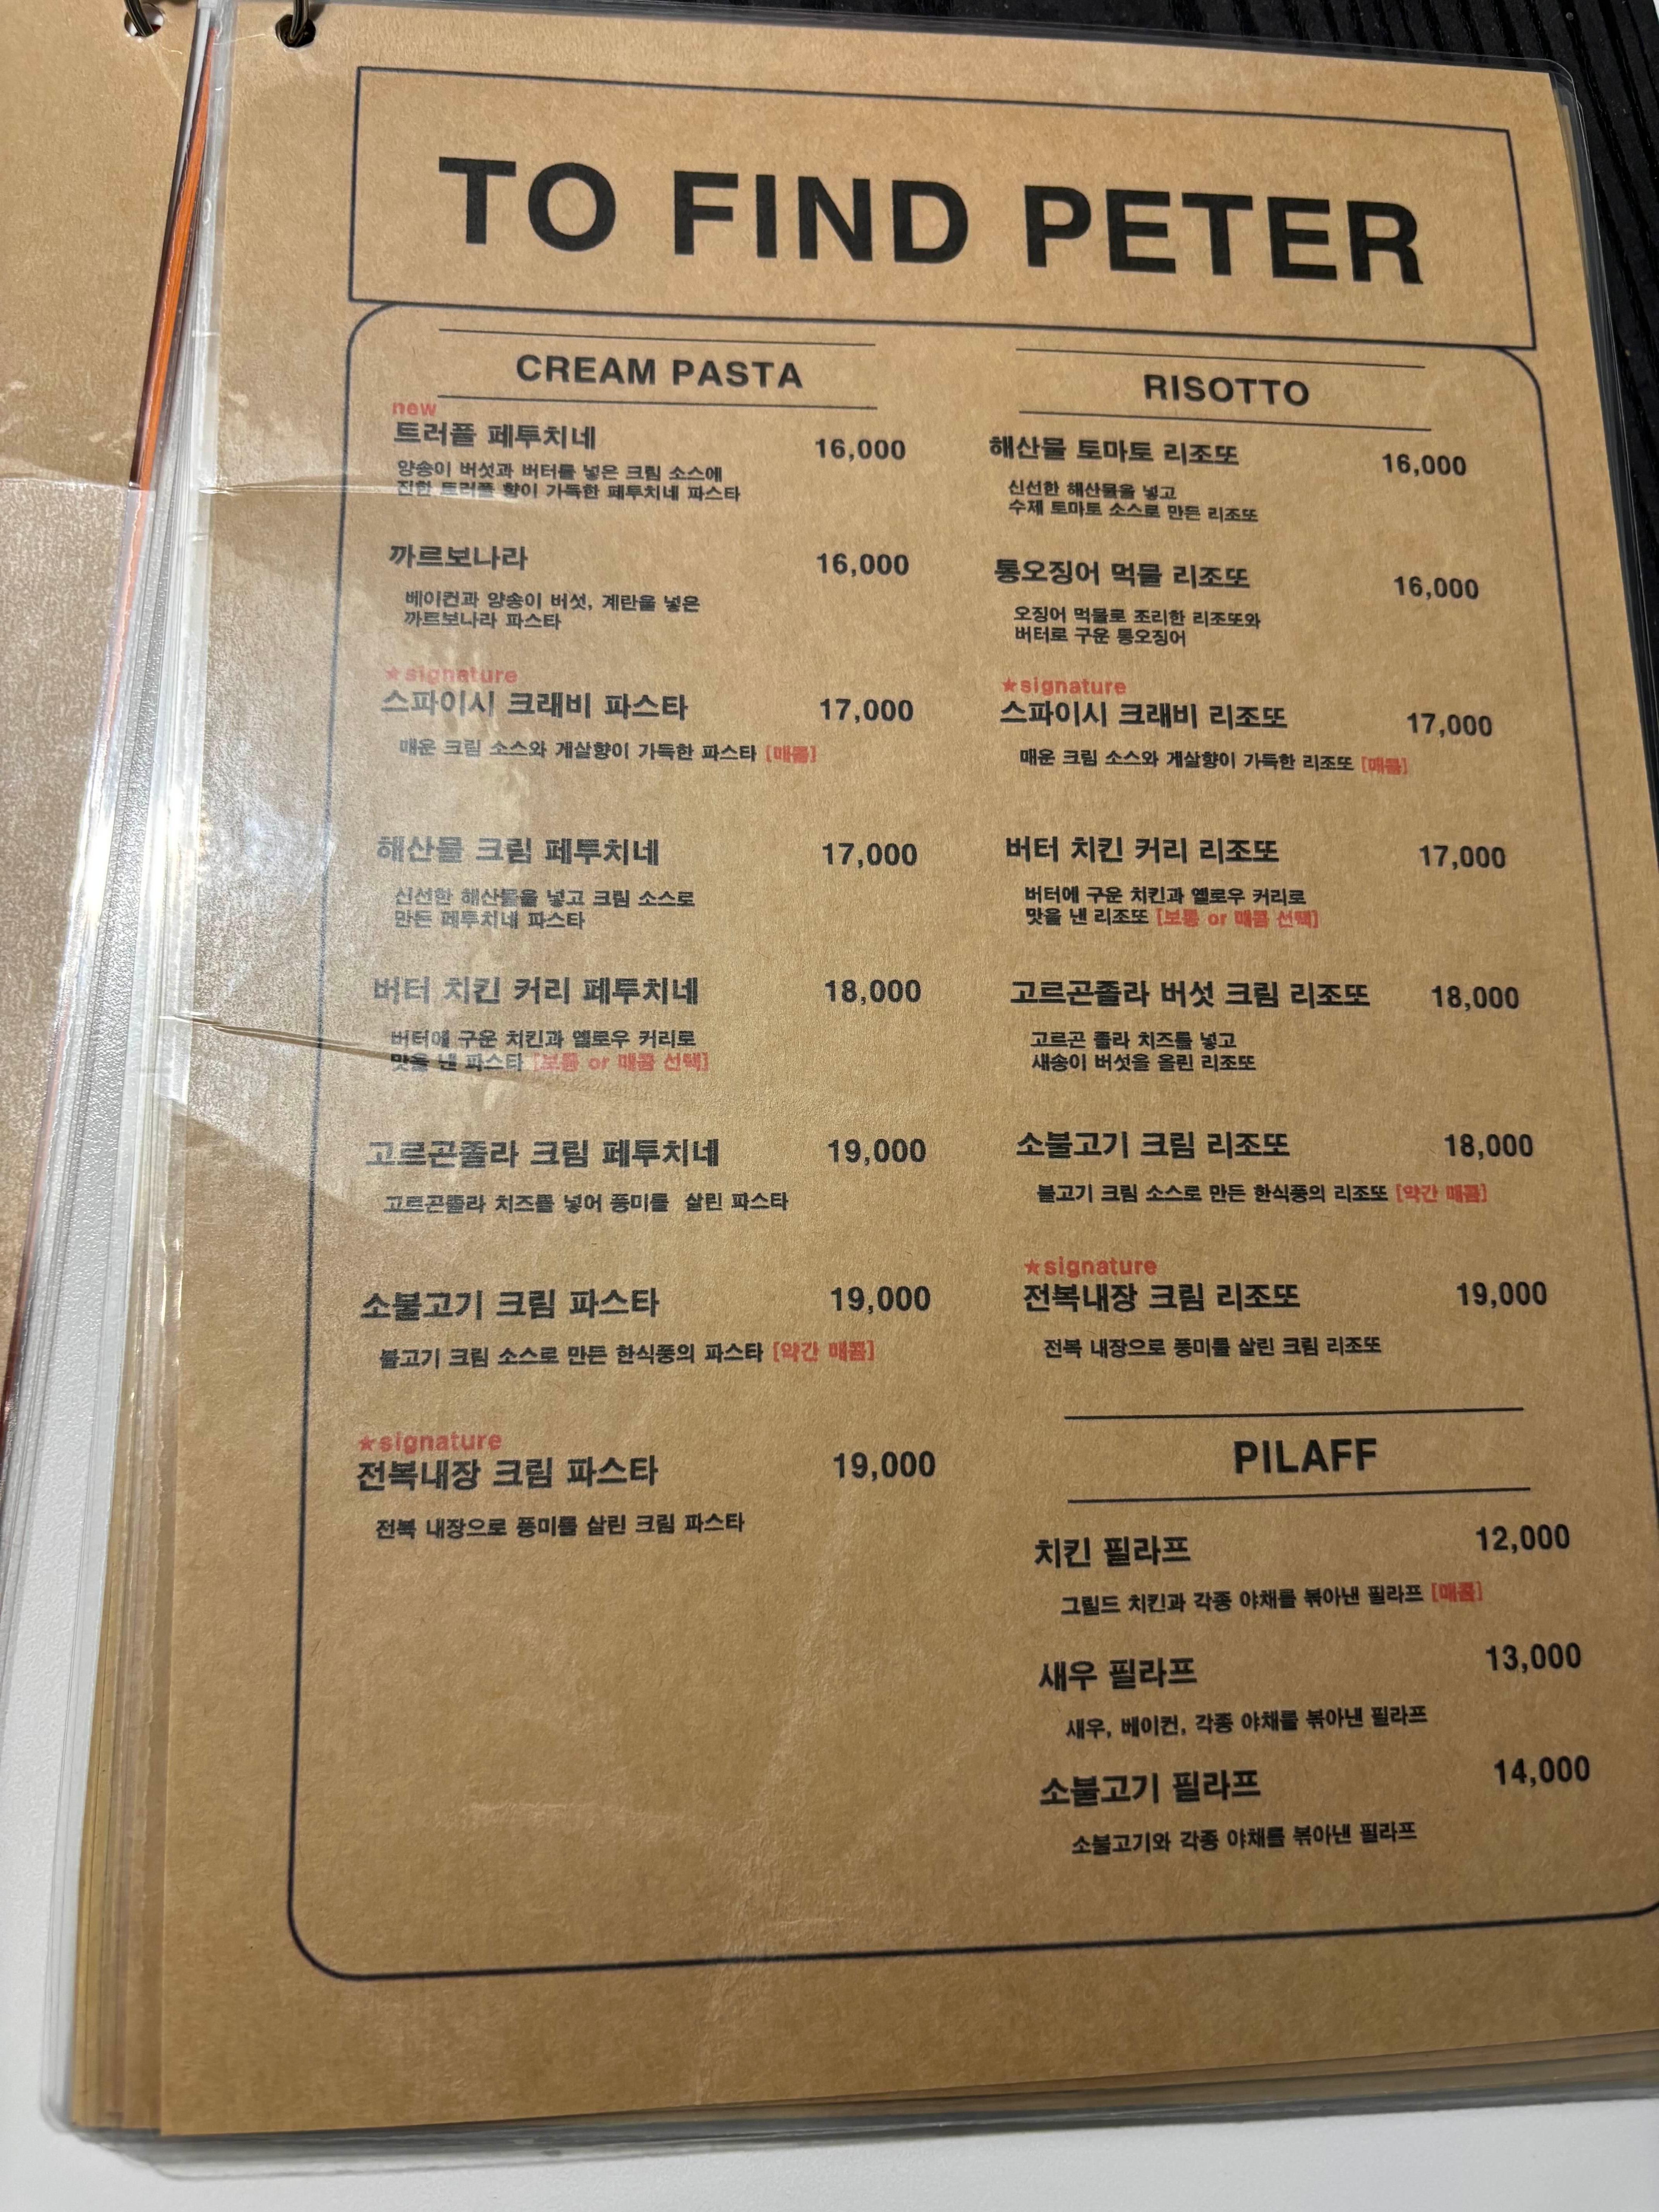 TO FIND PETER
CREAM PASTA
new
트러플 페투치네 16,000
양송이 버섯과 버터를 넣은 크림 소스에
진한 트러플 향이 가득한 페투치네 파스타
까르보나라 16,000
베이컨과 양송이 버섯, 계란을 넣은
까르보나라 파스타
★signature
스파이시 크래비 파스타 17,000
매운 크림 소스와 게살향이 가득한 파스타 [매콤]
해산물 크림 페투치네 17,000
신선한 해산물을 넣고 크림 소스로
만든 페투치네 파스타
버터 치킨 커리 페투치네 18,000
버터에 구운 치킨과 옐로우 커리로
맛을 낸 파스타 [보통 or 매콤 선택]
고르곤졸라 크림 페투치네 19,000
고르곤졸라 치즈를 넣어 풍미를 살린 파스타
소불고기 크림 파스타 19,000
불고기 크림 소스로 만든 한식풍의 파스타 [약간 매콤]
★signature
전복내장 크림 파스타 19,000
전복 내장으로 풍미를 살린 크림 파스타
RISOTTO
해산물 토마토 리조또 16,000
신선한 해산물을 넣고
수제 토마토 소스로 만든 리조또
통오징어 먹물 리조또 16,000
오징어 먹물로 조리한 리조또와
버터로 구운 통오징어
★signature
스파이시 크래비 리조또 17,000
매운 크림 소스와 게살향이 가득한 리조또 [매콤]
버터 치킨 커리 리조또 17,000
버터에 구운 치킨과 옐로우 커리로
맛을 낸 리조또 [보통 or 매콤 선택]
고르곤졸라 버섯 크림 리조또 18,000
고르곤 졸라 치즈를 넣고
새송이 버섯을 올린 리조또
소불고기 크림 리조또 18,000
불고기 크림 소스로 만든 한식풍의 리조또 [약간 매콤]
★signature
전복내장 크림 리조또 19,000
전복 내장으로 풍미를 살린 크림 리조또
PILAFF
치킨 필라프 12,000
그릴드 치킨과 각종 야채를 볶아낸 필라프 [매콤]
새우 필라프 13,000
새우, 베이컨, 각종 야채를 볶아낸 필라프
소불고기 필라프 14,000
소불고기와 각종 야채를 볶아낸 필라프